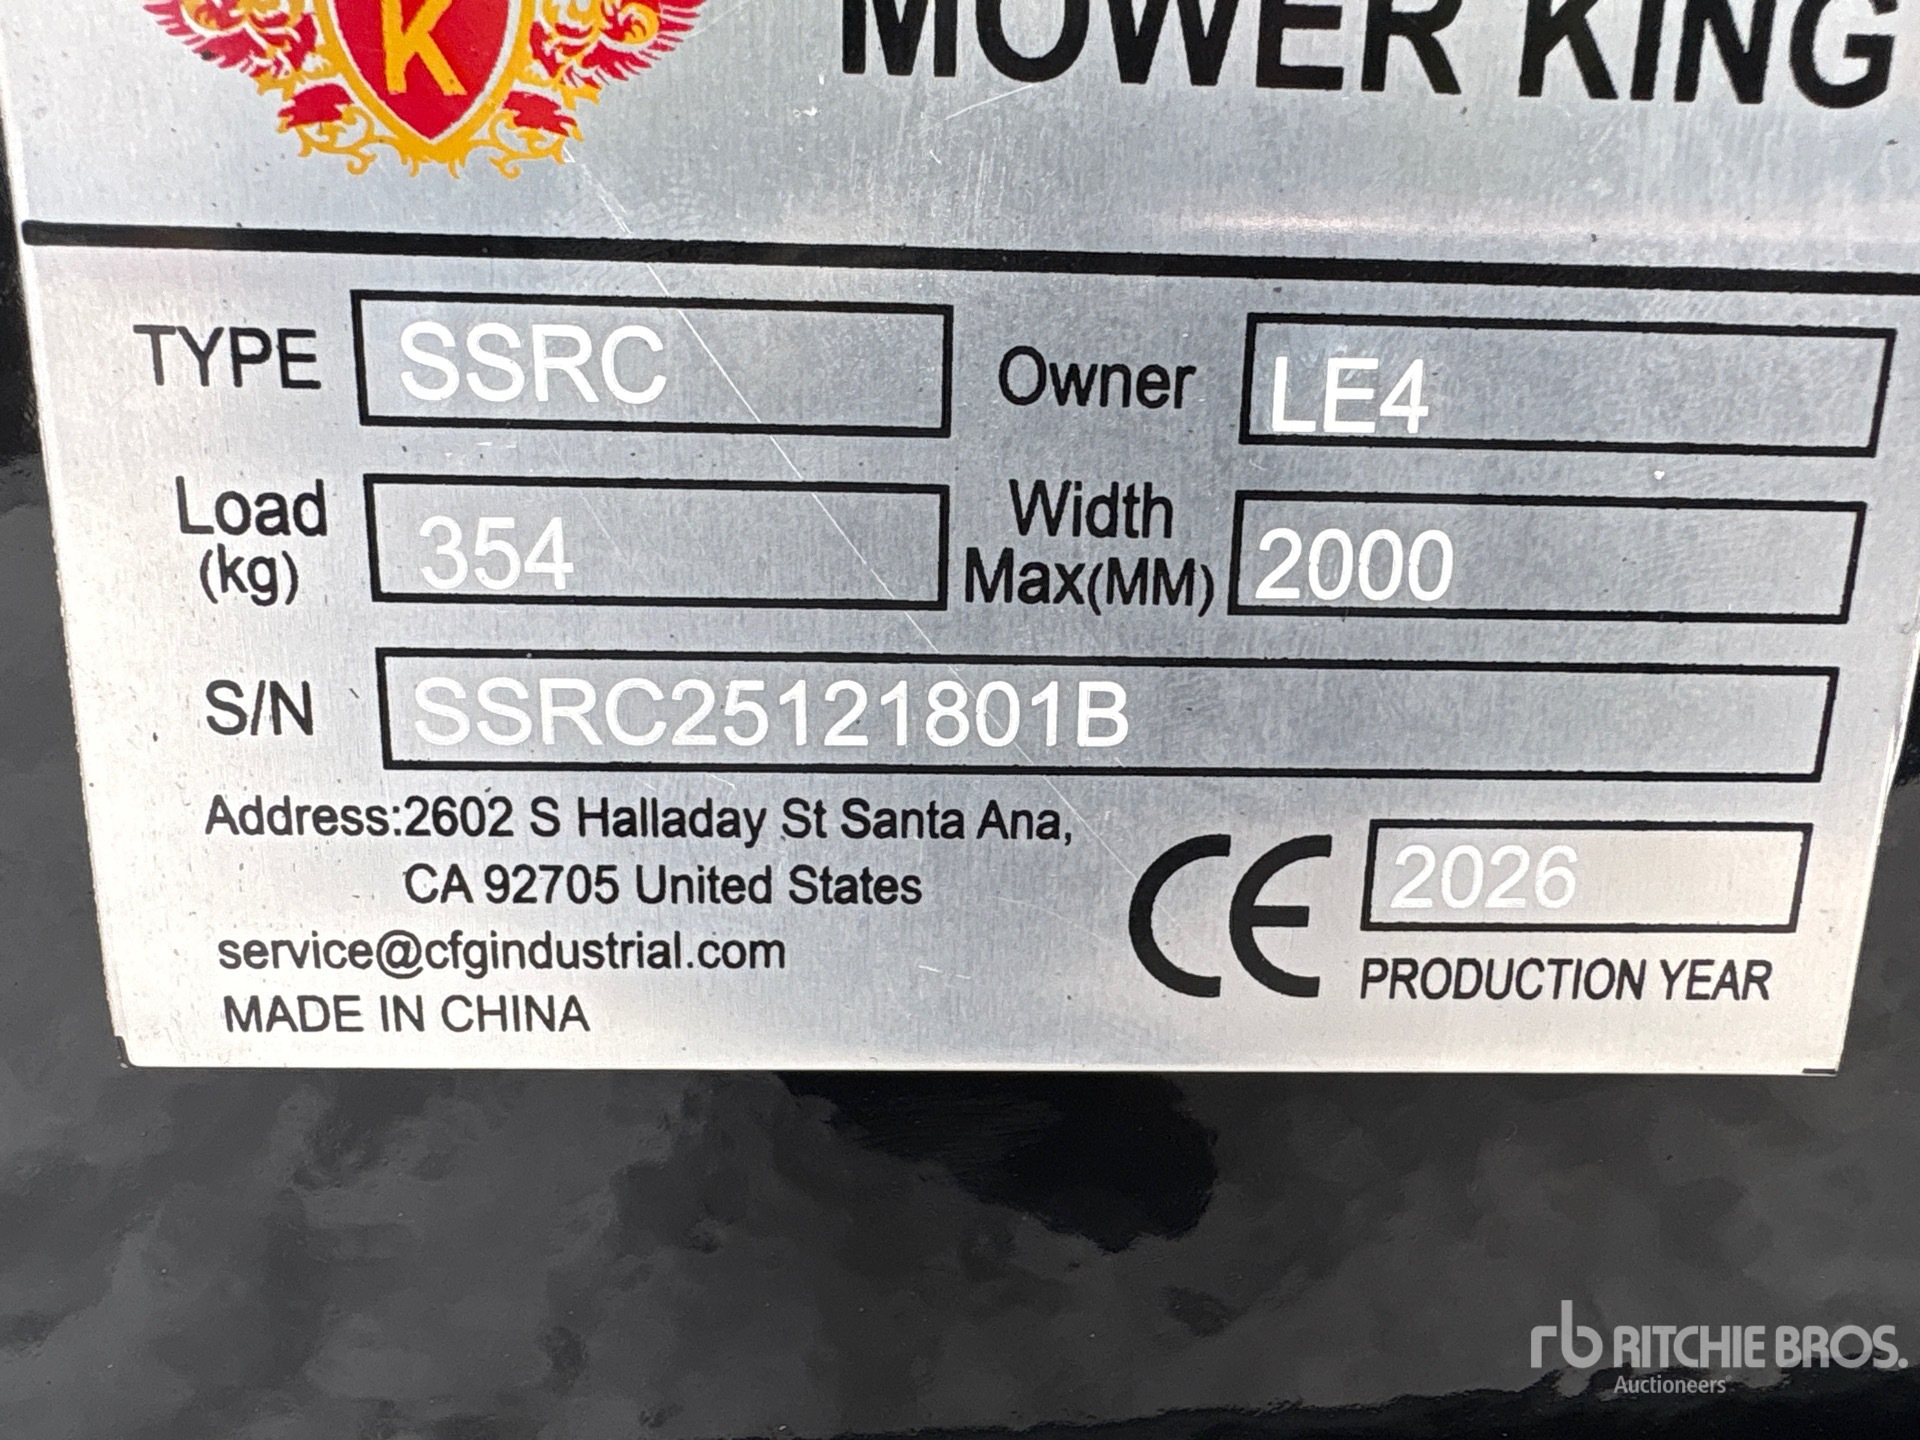 K
MOWER KING
TYPE SSRC Owner LE4
Load (kg) 354 Width Max(MM) 2000
S/N SSRC25121801B
Address:2602 S Halladay St Santa Ana,
CA 92705 United States
service@cfgindustrial.com
MADE IN CHINA
CE 2026
PRODUCTION YEAR
rb RITCHIE BROS.
Auctioneers